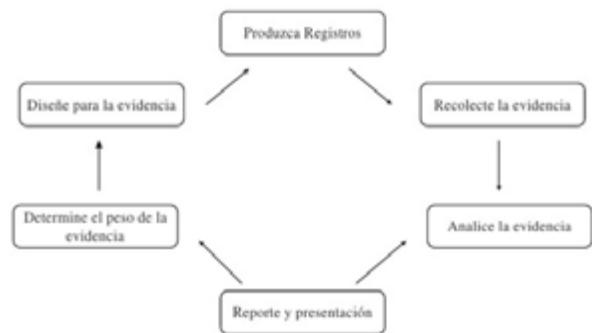 Produzca Registros
Diseñe para la evidencia
Recolecte la evidencia
Determine el peso de la
evidencia
Analice la evidencia
Reporte y presentación